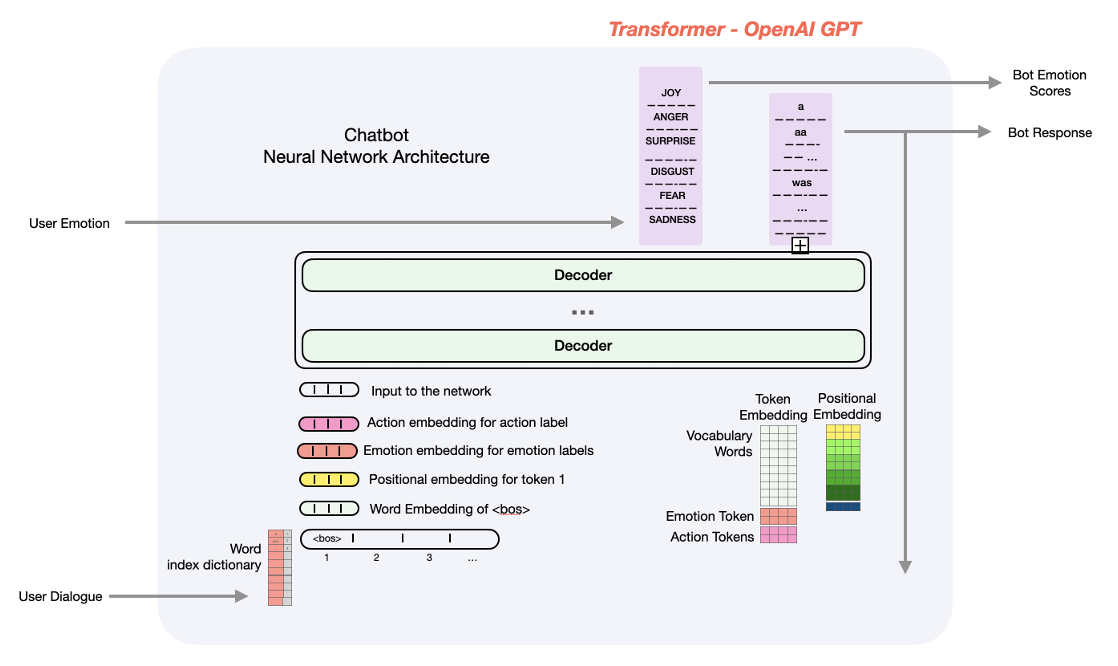 Transformer - OpenAI GPT
Bot Emotion
Scores
JOY
ANGER
SURPRISE
DISGUST
FEAR
SADNESS
a
aa
...
was
...
Bot Response
Chatbot
Neural Network Architecture
User Emotion
Decoder
...
Decoder
Input to the network
Action embedding for action label
Emotion embedding for emotion labels
Positional embedding for token 1
Word Embedding of <bos>
Token
Embedding
Positional
Embedding
Vocabulary
Words
Emotion Token
Action Tokens
Word
index dictionary
<bos>
1 2 3 ...
User Dialogue